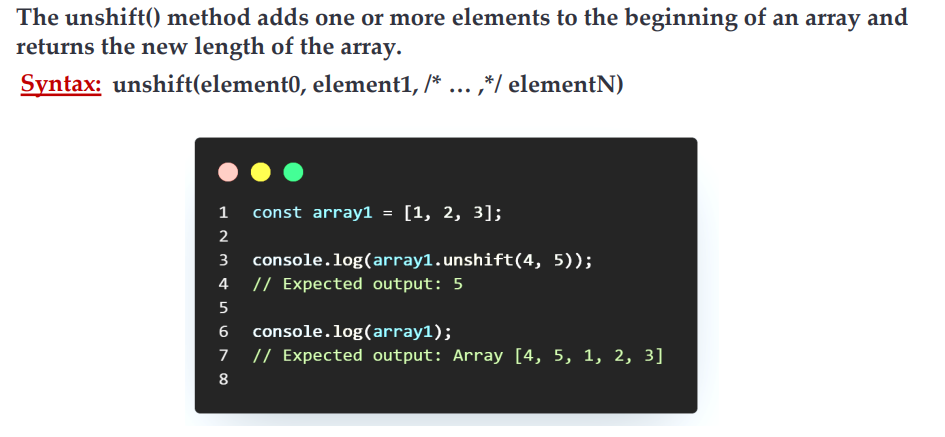 The unshift() method adds one or more elements to the beginning of an array and
returns the new length of the array.
Syntax: unshift(element0, element1, /* … ,*/ elementN)
1 const array1 = [1, 2, 3];
2
3 console.log(array1.unshift(4, 5));
4 // Expected output: 5
5
6 console.log(array1);
7 // Expected output: Array [4, 5, 1, 2, 3]
8